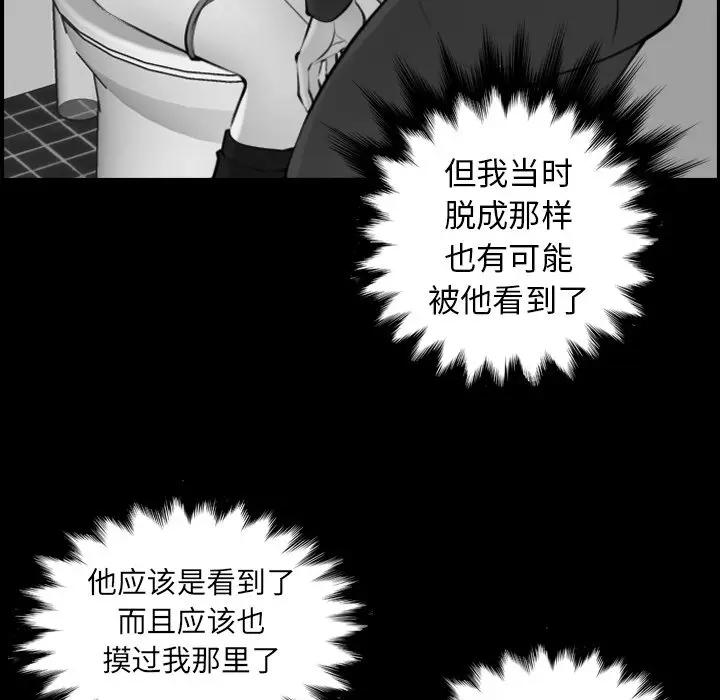 但我当时
脱成那样
也有可能
被他看到了
他应该是看到了
而且应该也
摸过我那里了